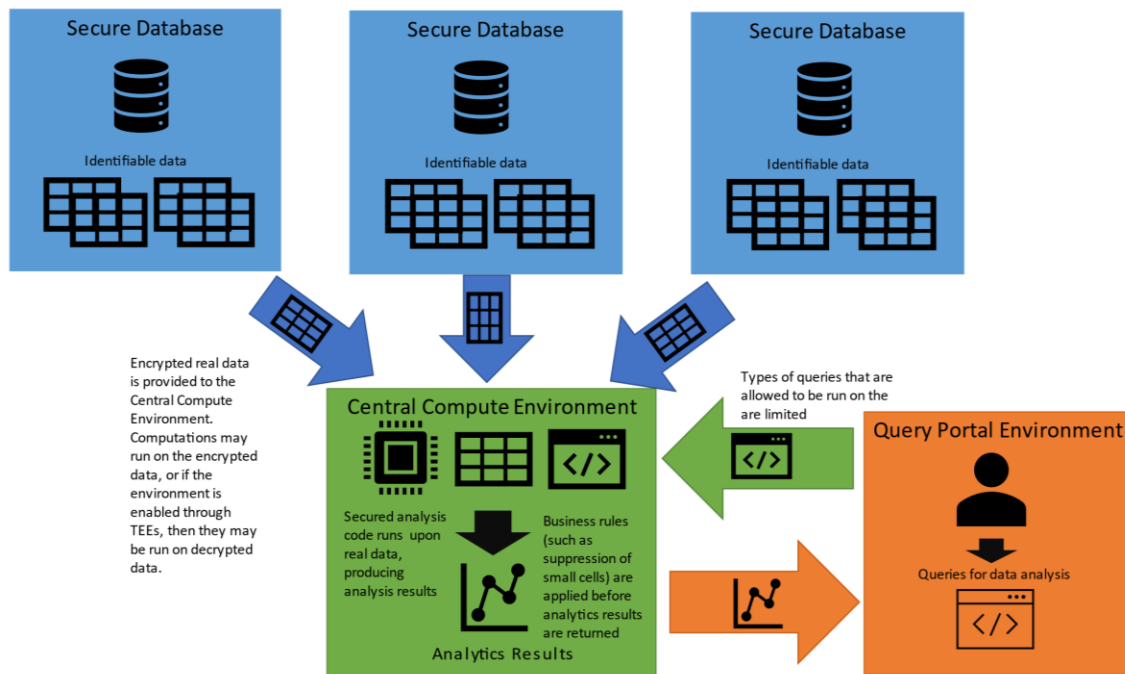 Secure Database
Identifiable data
Secure Database
Identifiable data
Secure Database
Identifiable data
Encrypted real data
is provided to the
Central Compute
Environment.
Computations may
run on the encrypted
data, or if the
environment is
enabled through
TEEs, then they may
be run on decrypted
data.
Central Compute Environment
</>
Secured analysis
code runs upon
real data,
producing
analysis results
Business rules
(such as
suppression of
small cells) are
applied before
analytics results
are returned
Analytics Results
Types of queries that are
allowed to be run on the
are limited
</>
Query Portal Environment
Queries for data analysis
</>